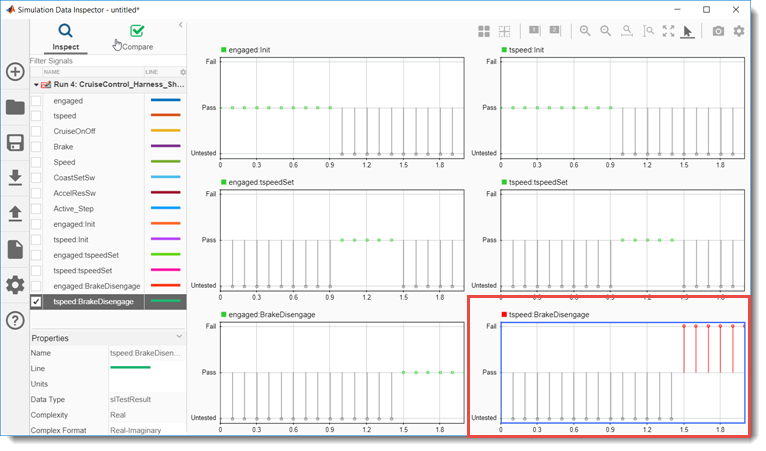 Simulation Data Inspector - untitled*
Inspect
Compare
Filter Signals
NAME
LINE
Run 4: CruiseControl_Harness_Sh...
engaged
tspeed
CruiseOnOff
Brake
Speed
CoastSetSw
AccelResSw
Active_Step
engaged:Init
tspeed:Init
engaged:tspeedSet
tspeed:tspeedSet
engaged:BrakeDisengage
tspeed:BrakeDisengage
Properties
Name tspeed:BrakeDisen...
Line
Units
Data Type slTestResult
Complexity Real
Complex Format Real-Imaginary
1 2
engaged:Init
Fail
Pass
Untested
0 0.3 0.6 0.9 1.2 1.5 1.8
tspeed:Init
Fail
Pass
Untested
0 0.3 0.6 0.9 1.2 1.5 1.8
engaged:tspeedSet
Fail
Pass
Untested
0 0.3 0.6 0.9 1.2 1.5 1.8
tspeed:tspeedSet
Fail
Pass
Untested
0 0.3 0.6 0.9 1.2 1.5 1.8
engaged:BrakeDisengage
Fail
Pass
Untested
0 0.3 0.6 0.9 1.2 1.5 1.8
tspeed:BrakeDisengage
Fail
Pass
Untested
0 0.3 0.6 0.9 1.2 1.5 1.8